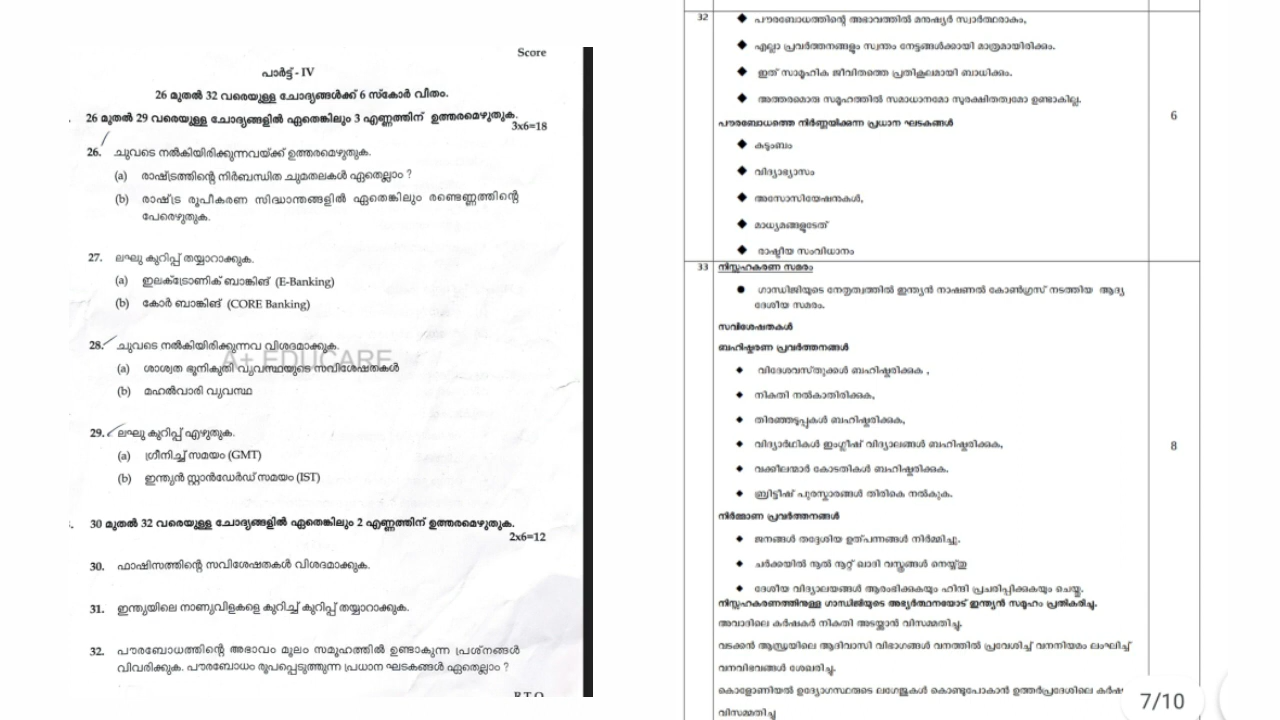 Score
പാർട്ട് - IV
26 മുതൽ 32 വരെയുള്ള ചോദ്യങ്ങൾക്ക് 6 സ്കോർ വീതം.
26 മുതൽ 29 വരെയുള്ള ചോദ്യങ്ങളിൽ ഏതെങ്കിലും 3 എണ്ണത്തിന് ഉത്തരമെഴുതുക.
3x6=18
26. ചുവടെ നൽകിയിരിക്കുന്നവയ്ക്ക് ഉത്തരമെഴുതുക.
(a) രാഷ്ട്രത്തിന്റെ നിർബന്ധിത ചുമതലകൾ ഏതെല്ലാം ?
(b) രാഷ്ട്ര രൂപീകരണ സിദ്ധാന്തങ്ങളിൽ ഏതെങ്കിലും രണ്ടെണ്ണത്തിന്റെ
പേരെഴുതുക.
27. ലഘു കുറിപ്പ് തയ്യാറാക്കുക.
(a) ഇലക്ട്രോണിക് ബാങ്കിങ് (E-Banking)
(b) കോർ ബാങ്കിങ് (CORE Banking)
28. ചുവടെ നൽകിയിരിക്കുന്നവ വിശദമാക്കുക.
A+ EDUCARE
(a) ശാശ്വത ഭൂനികുതി വ്യവസ്ഥയുടെ സവിശേഷതകൾ
(b) മഹൽവാരി വ്യവസ്ഥ
29. ലഘു കുറിപ്പ് എഴുതുക.
(a) ഗ്രീനിച്ച് സമയം (GMT)
(b) ഇന്ത്യൻ സ്റ്റാൻഡേർഡ് സമയം (IST)
30 മുതൽ 32 വരെയുള്ള ചോദ്യങ്ങളിൽ ഏതെങ്കിലും 2 എണ്ണത്തിന് ഉത്തരമെഴുതുക.
2x6=12
30. ഫാഷിസത്തിന്റെ സവിശേഷതകൾ വിശദമാക്കുക.
31. ഇന്ത്യയിലെ നാണ്യവിളകളെ കുറിച്ച് കുറിപ്പ് തയ്യാറാക്കുക.
32. പൗരബോധത്തിന്റെ അഭാവം മൂലം സമൂഹത്തിൽ ഉണ്ടാകുന്ന പ്രശ്നങ്ങൾ
വിവരിക്കുക. പൗരബോധം രൂപപ്പെടുത്തുന്ന പ്രധാന ഘടകങ്ങൾ ഏതെല്ലാം ?
P.T.O.
32
◆ പൗരബോധത്തിന്റെ അഭാവത്തിൽ മനുഷ്യർ സ്വാർത്ഥരാകും,
◆ എല്ലാ പ്രവർത്തനങ്ങളും സ്വന്തം നേട്ടങ്ങൾക്കായി മാത്രമായിരിക്കും.
◆ ഇത് സാമൂഹിക ജീവിതത്തെ പ്രതികൂലമായി ബാധിക്കും.
◆ അത്തരമൊരു സമൂഹത്തിൽ സമാധാനമോ സുരക്ഷിതത്വമോ ഉണ്ടാകില്ല.
6
പൗരബോധത്തെ നിർണ്ണയിക്കുന്ന പ്രധാന ഘടകങ്ങൾ
◆ കുടുംബം
◆ വിദ്യാഭ്യാസം
◆ അസോസിയേഷനുകൾ,
◆ മാധ്യമങ്ങളുടേത്
◆ രാഷ്ട്രീയ സംവിധാനം
33 നിസ്സഹകരണ സമരം
● ഗാന്ധിജിയുടെ നേതൃത്വത്തിൽ ഇന്ത്യൻ നാഷണൽ കോൺഗ്രസ് നടത്തിയ ആദ്യ
ദേശീയ സമരം.
സവിശേഷതകൾ
ബഹിഷ്കരണ പ്രവർത്തനങ്ങൾ
◆ വിദേശവസ്തുക്കൾ ബഹിഷ്കരിക്കുക ,
◆ നികുതി നൽകാതിരിക്കുക,
◆ തിരഞ്ഞടുപ്പുകൾ ബഹിഷ്കരിക്കുക,
◆ വിദ്യാർഥികൾ ഇംഗ്ലീഷ് വിദ്യാലങ്ങൾ ബഹിഷ്കരിക്കുക,
8
◆ വക്കീലന്മാർ കോടതികൾ ബഹിഷ്കരിക്കുക.
◆ ബ്രിട്ടീഷ് പുരസ്കാരങ്ങൾ തിരികെ നൽകുക.
നിർമ്മാണ പ്രവർത്തനങ്ങൾ
◆ ജനങ്ങൾ തദ്ദേശീയ ഉത്പന്നങ്ങൾ നിർമ്മിച്ചു.
◆ ചർക്കയിൽ നൂൽ നൂറ്റ് ഖാദി വസ്ത്രങ്ങൾ നെയ്തു
◆ ദേശീയ വിദ്യാലയങ്ങൾ ആരംഭിക്കുകയും ഹിന്ദി പ്രചരിപ്പിക്കുകയും ചെയ്തു.
നിസ്സഹകരണത്തിനുള്ള ഗാന്ധിജിയുടെ അഭ്യർത്ഥനയോട് ഇന്ത്യൻ സമൂഹം പ്രതികരിച്ചു.
അവാദിലെ കർഷകർ നികുതി അടയ്ക്കാൻ വിസമ്മതിച്ചു.
വടക്കൻ ആന്ധ്രയിലെ ആദിവാസി വിഭാഗങ്ങൾ വനത്തിൽ പ്രവേശിച്ച് വനനിയമം ലംഘിച്ച്
വനവിഭവങ്ങൾ ശേഖരിച്ചു.
കൊളോണിയൽ ഉദ്യോഗസ്ഥരുടെ ലഗേജുകൾ കൊണ്ടുപോകാൻ ഉത്തർപ്രദേശിലെ
വിസമ്മതിച്ചു
7/10